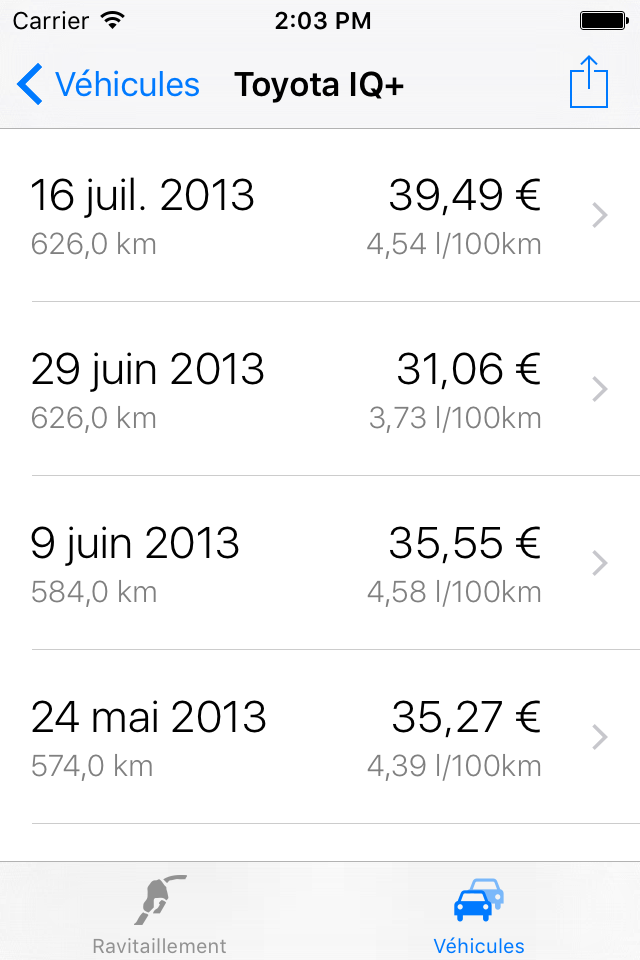 Carrier 2:03 PM
Véhicules Toyota IQ+
16 juil. 2013 39,49 €
626,0 km 4,54 l/100km
29 juin 2013 31,06 €
626,0 km 3,73 l/100km
9 juin 2013 35,55 €
584,0 km 4,58 l/100km
24 mai 2013 35,27 €
574,0 km 4,39 l/100km
Ravitaillement Véhicules